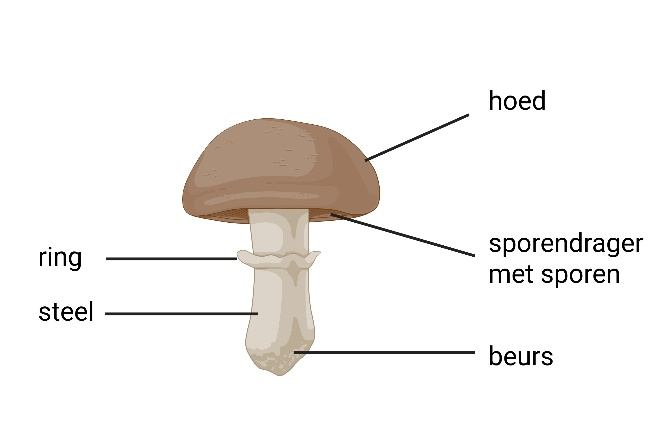 hoed
sporendrager
met sporen
ring
steel
beurs